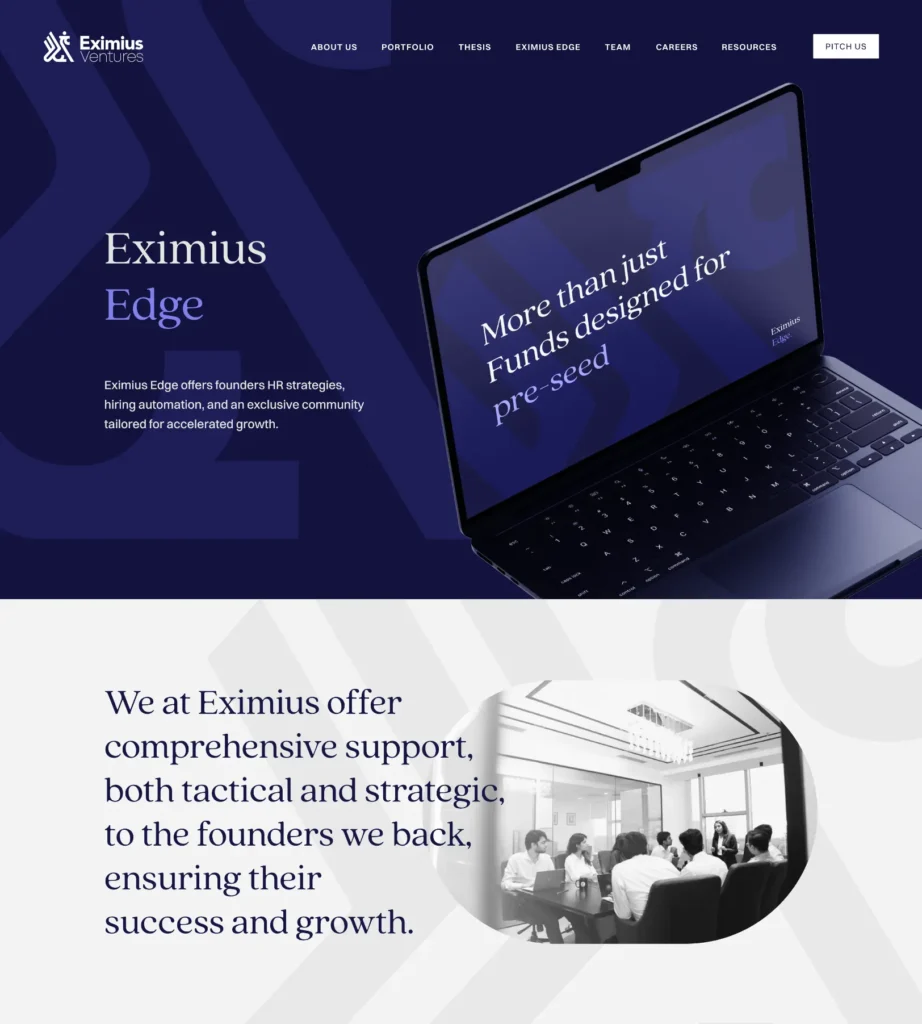 Eximius
Ventures
ABOUT US
PORTFOLIO
THESIS
EXIMIUS EDGE
TEAM
CAREERS
RESOURCES
PITCH US
Eximius
Edge
Eximius Edge offers founders HR strategies,
hiring automation, and an exclusive community
tailored for accelerated growth.
More than just
Funds designed for
pre-seed
Eximius
Edge
We at Eximius offer
comprehensive support,
both tactical and strategic,
to the founders we back,
ensuring their
success and growth.